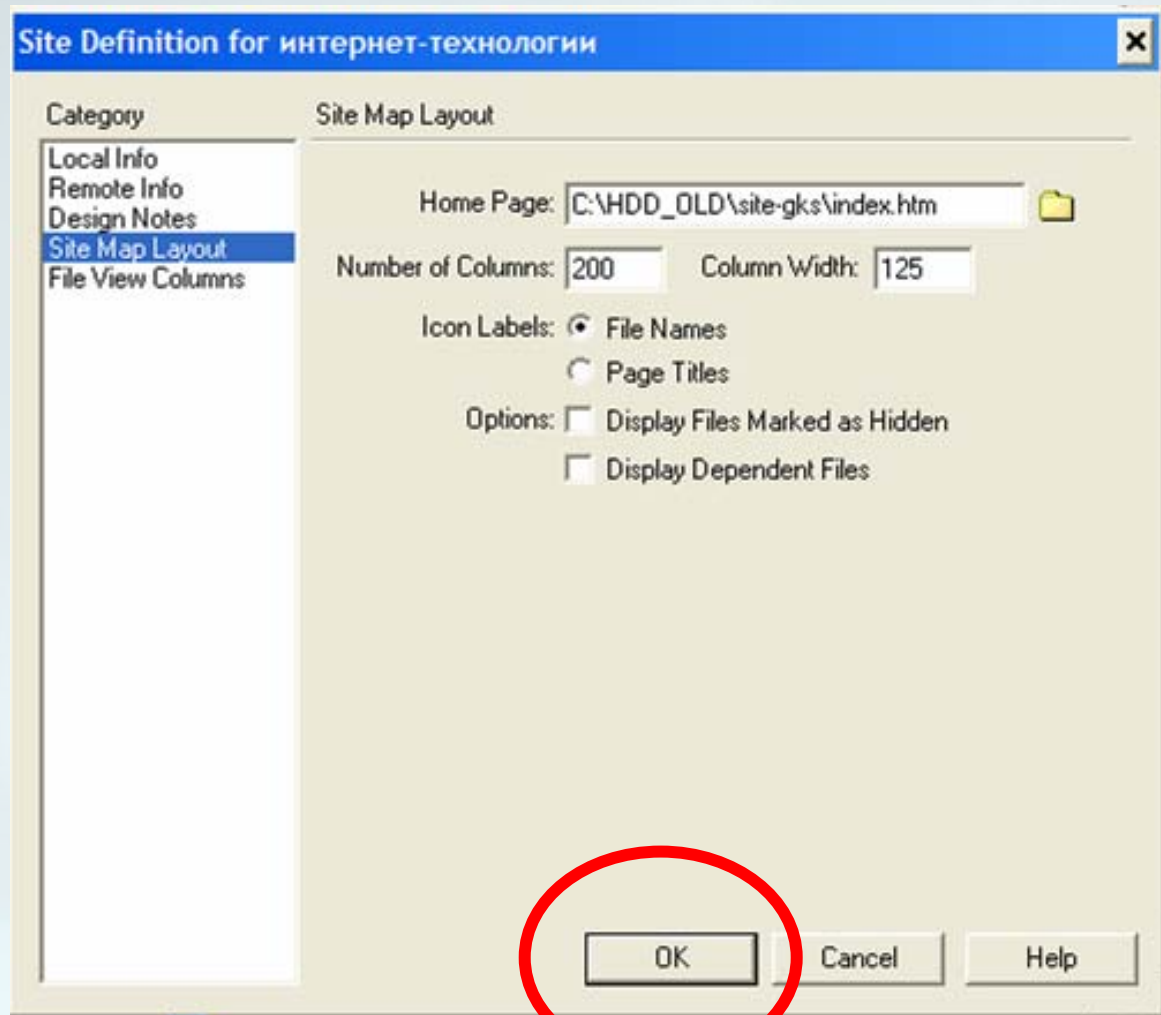 Site Definition for интернет-технологии
Category
Local Info
Remote Info
Design Notes
Site Map Layout
File View Columns
Site Map Layout
Home Page: C:\HDD_OLD\site-gks\index.htm
Number of Columns: 200 Column Width: 125
Icon Labels: File Names
Page Titles
Options: Display Files Marked as Hidden
Display Dependent Files
OK Cancel Help